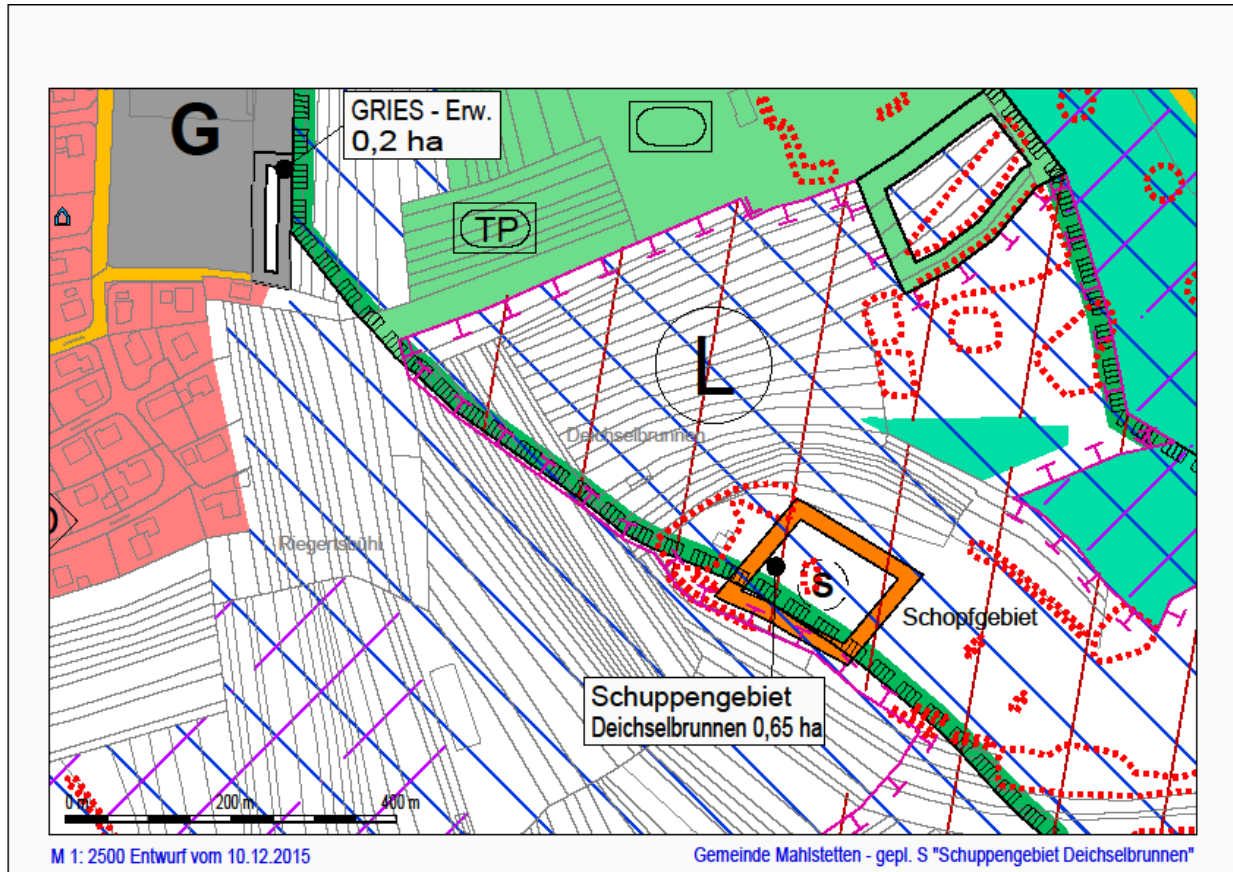 G
GRIES - Erw.
0,2 ha
TP
L
Deichselbrunnen
Riegertsbühl
S
Schopfgebiet
Schuppengebiet
Deichselbrunnen 0,65 ha
0 m 200 m 400 m
M 1: 2500 Entwurf vom 10.12.2015
Gemeinde Mahlstetten - gepl. S "Schuppengebiet Deichselbrunnen"